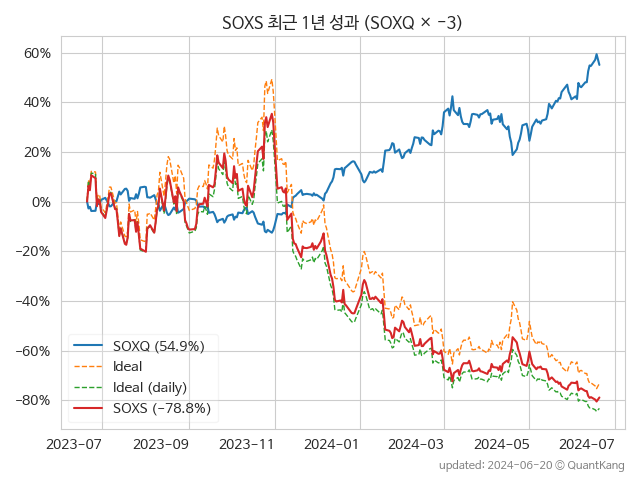 SOXS 최근 1년 성과 (SOXQ × −3)
60%
40%
20%
0%
−20%
−40%
−60%
−80%
SOXQ (54.9%)
Ideal
Ideal (daily)
SOXS (−78.8%)
2023-07
2023-09
2023-11
2024-01
2024-03
2024-05
2024-07
updated: 2024-06-20 © QuantKang